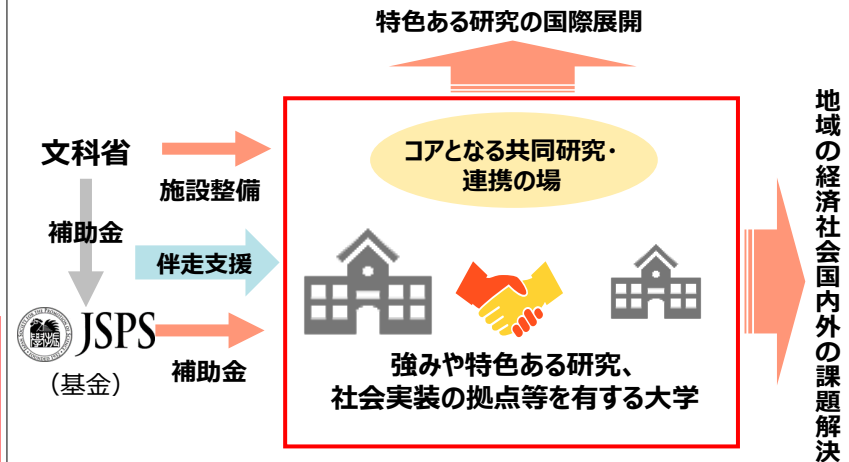 特色ある研究の国際展開
文科省
施設整備
補助金
伴走支援
JSPS
(基金)
補助金
コアとなる共同研究・
連携の場
強みや特色ある研究、
社会実装の拠点等を有する大学
地域の経済社会国内外の課題解決